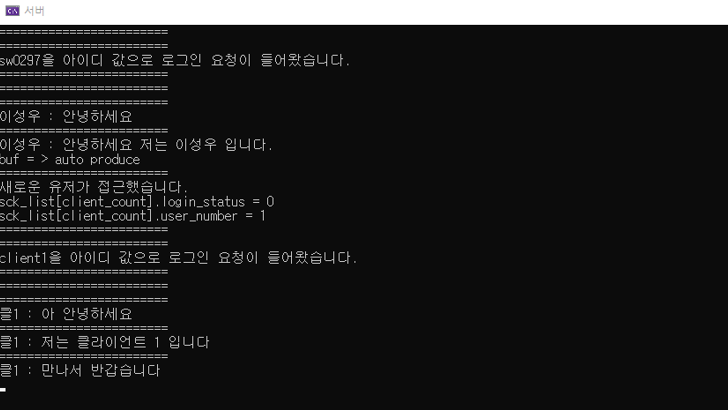 서버
========================
========================
sw0297을 아이디 값으로 로그인 요청이 들어왔습니다.
========================
========================
========================
이성우 : 안녕하세요
========================
이성우 : 안녕하세요 저는 이성우 입니다.
buf = > auto produce
========================
새로운 유저가 접근했습니다.
sck_list[client_count].login_status = 0
sck_list[client_count].user_number = 1
========================
========================
client1을 아이디 값으로 로그인 요청이 들어왔습니다.
========================
========================
========================
클1 : 아 안녕하세요
========================
클1 : 저는 클라이언트 1 입니다
========================
클1 : 만나서 반갑습니다